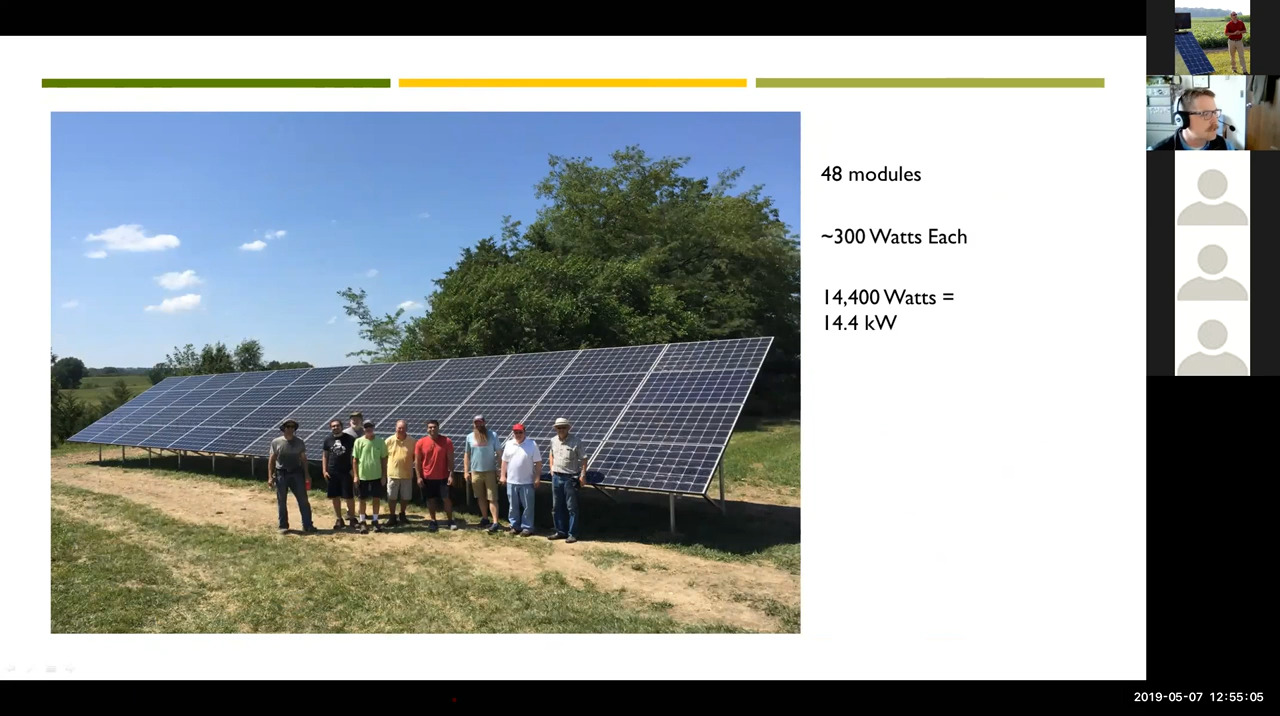 48 modules
~300 Watts Each
14,400 Watts =
14.4 kW
2019-05-07 12:55:05